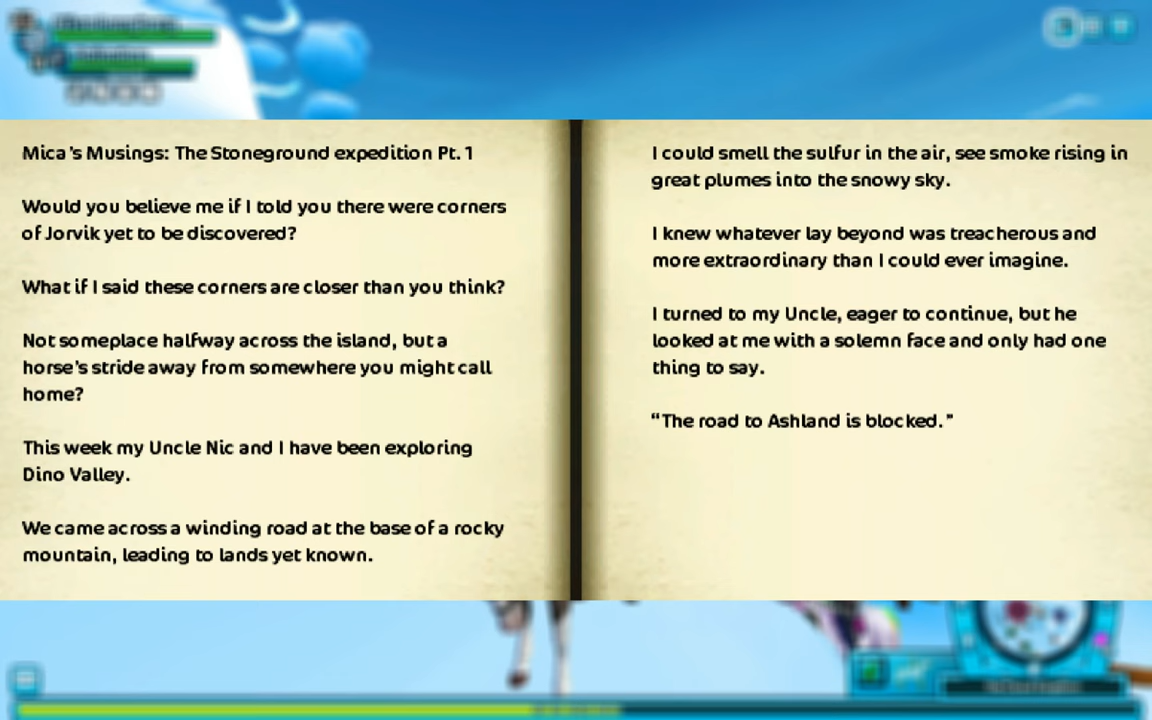 Mica's Musings: The Stoneground expedition Pt. 1
Would you believe me if I told you there were corners
of Jorvik yet to be discovered?
What if I said these corners are closer than you think?
Not someplace halfway across the island, but a
horse's stride away from somewhere you might call
home?
This week my Uncle Nic and I have been exploring
Dino Valley.
We came across a winding road at the base of a rocky
mountain, leading to lands yet known.
I could smell the sulfur in the air, see smoke rising in
great plumes into the snowy sky.
I knew whatever lay beyond was treacherous and
more extraordinary than I could ever imagine.
I turned to my Uncle, eager to continue, but he
looked at me with a solemn face and only had one
thing to say.
“The road to Ashland is blocked.”